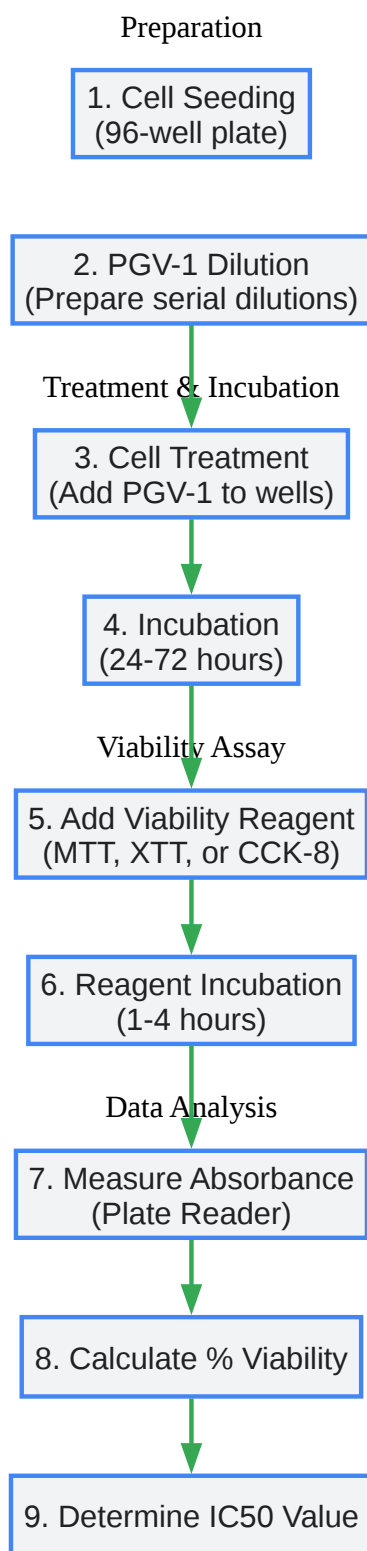 Preparation
1. Cell Seeding
(96-well plate)
2. PGV-1 Dilution
(Prepare serial dilutions)
Treatment & Incubation
3. Cell Treatment
(Add PGV-1 to wells)
4. Incubation
(24-72 hours)
Viability Assay
5. Add Viability Reagent
(MTT, XTT, or CCK-8)
6. Reagent Incubation
(1-4 hours)
Data Analysis
7. Measure Absorbance
(Plate Reader)
8. Calculate % Viability
9. Determine IC50 Value